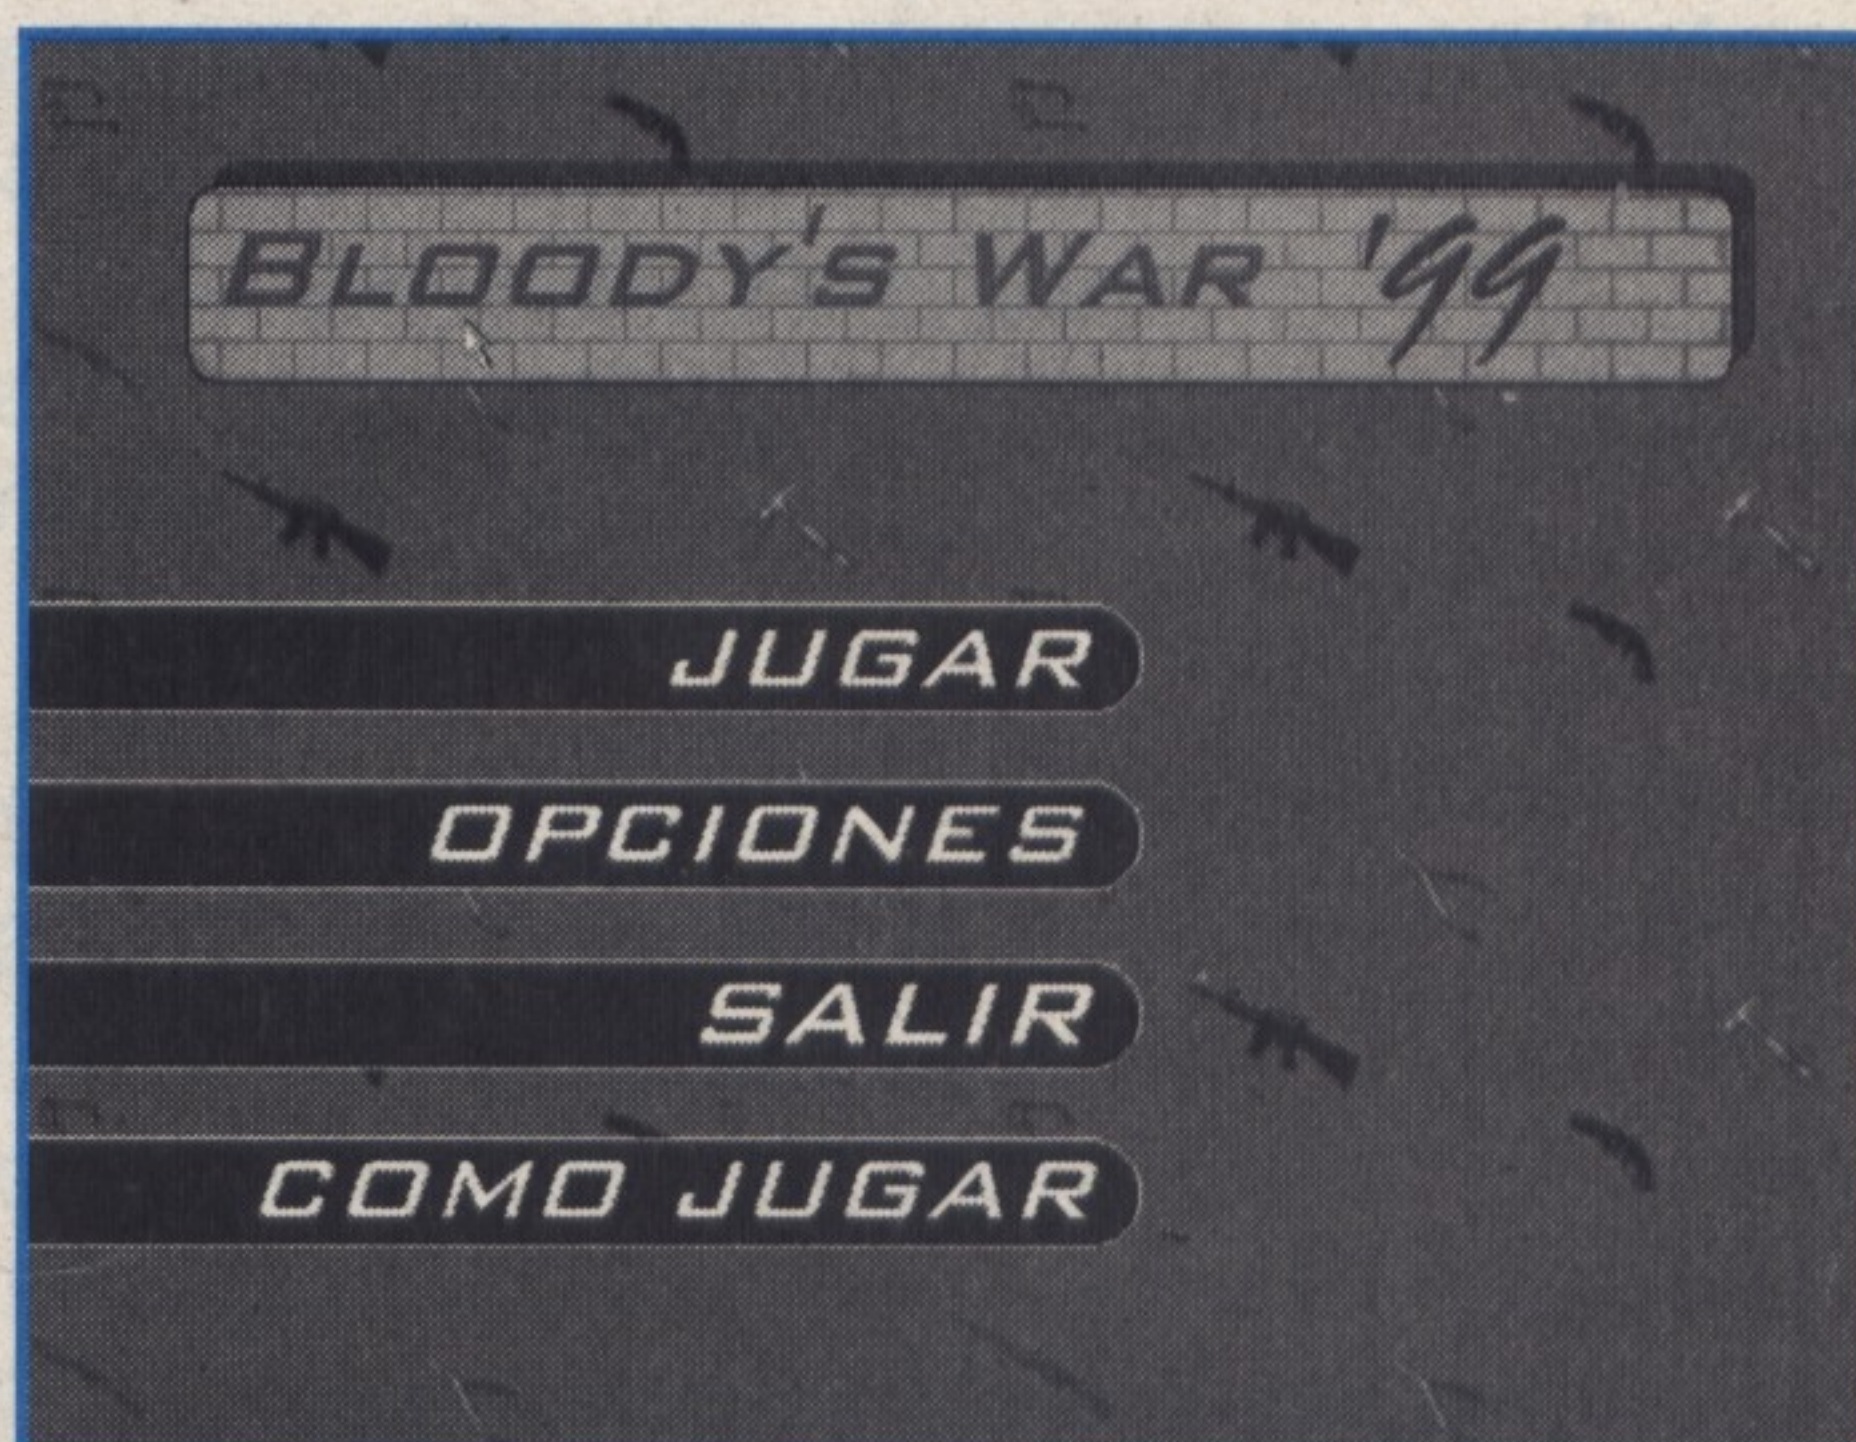 BLOODY'S WAR '99
JUGAR
OPCIONES
SALIR
COMO JUGAR